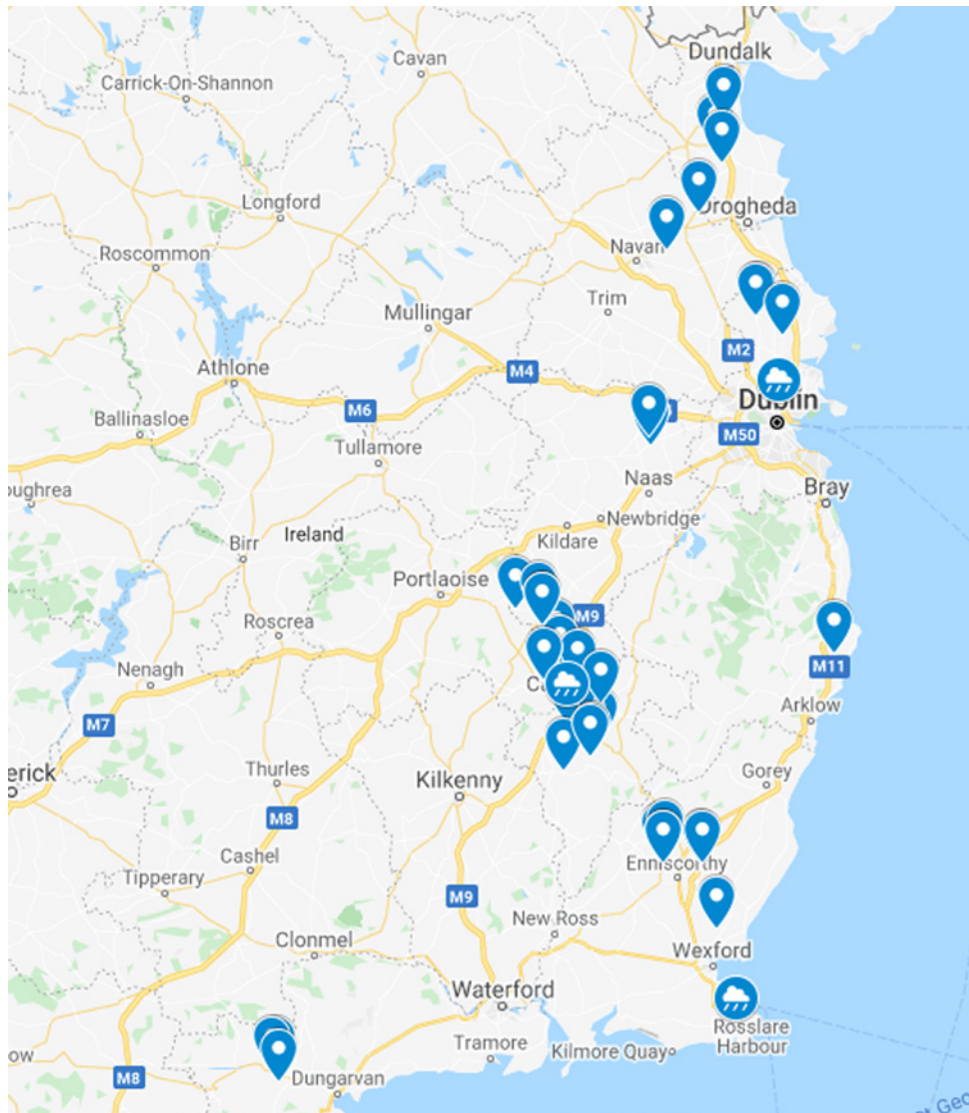 Dundalk
Cavan
Carrick-On-Shannon
Longford
Drogheda
Navan
Roscommon
Trim
Mullingar
M2
Athlone
M4
Dublin
M6
Ballinasloe
M50
Tullamore
Naas
Bray
oughrea
Newbridge
Ireland
Kildare
Birr
Portlaoise
M9
Roscrea
M11
Nenagh
Arklow
M7
erick
Thurles
Kilkenny
Gorey
M8
Cashel
Enniscorthy
Tipperary
M9
New Ross
Clonmel
Wexford
Waterford
Rosslare
Harbour
Tramore
Kilmore Quay
ow
M8
Dungarvan